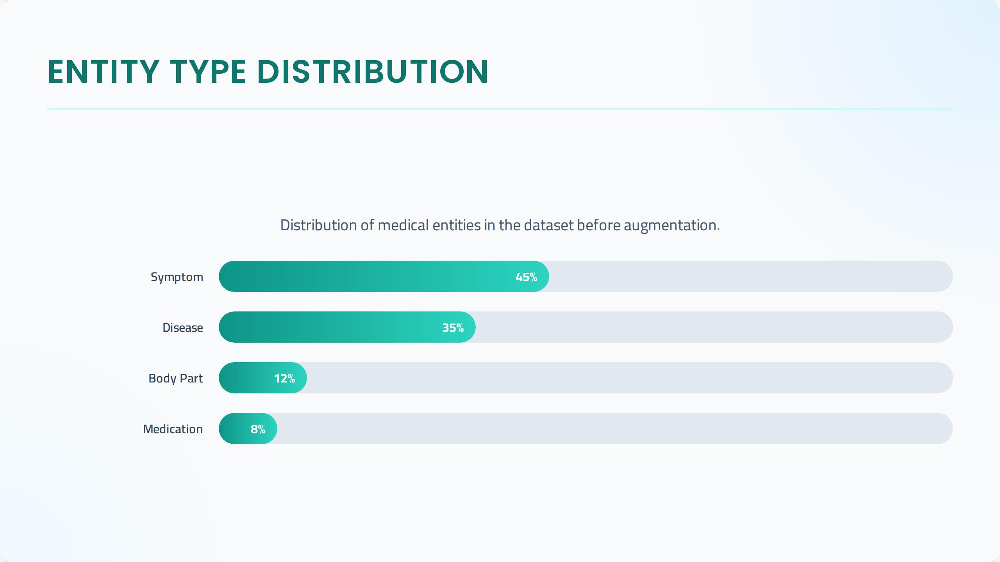 ENTITY TYPE DISTRIBUTION
Distribution of medical entities in the dataset before augmentation.
Symptom 45%
Disease 35%
Body Part 12%
Medication 8%